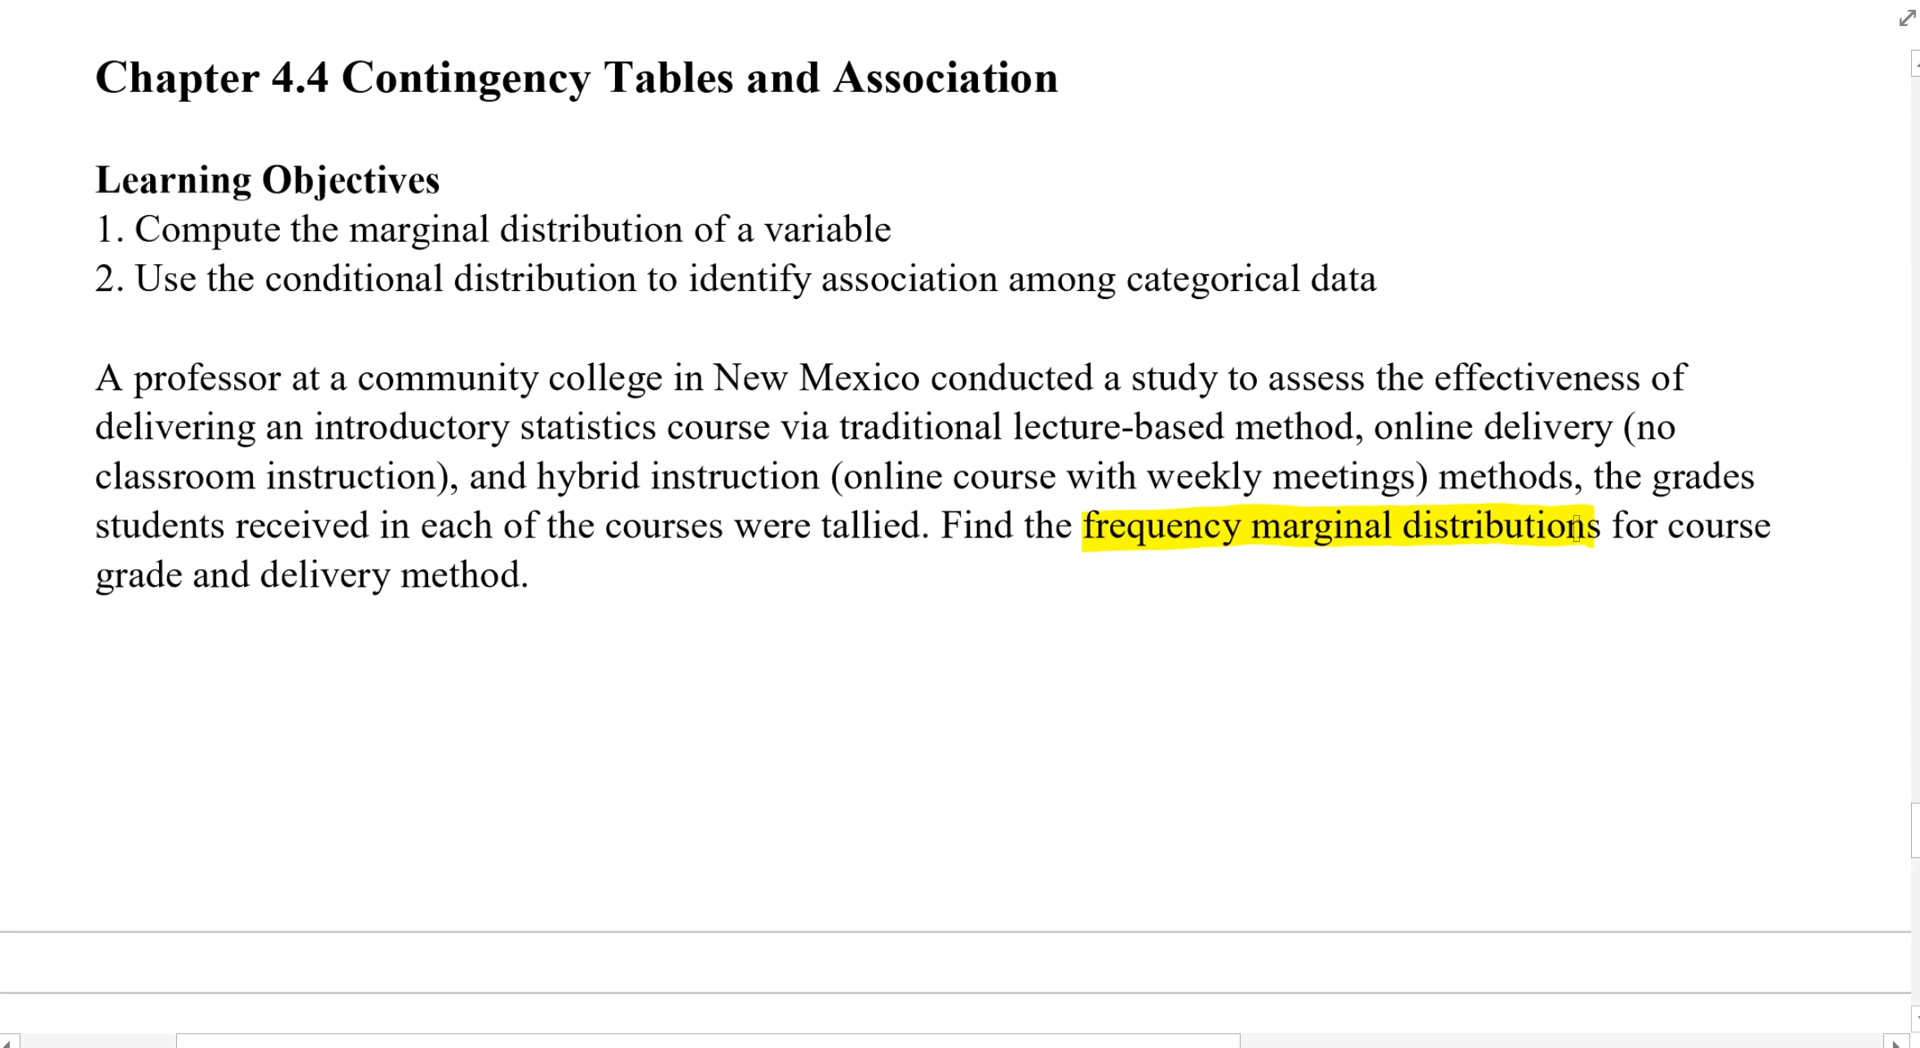 Chapter 4.4 Contingency Tables and Association
Learning Objectives
1. Compute the marginal distribution of a variable
2. Use the conditional distribution to identify association among categorical data
A professor at a community college in New Mexico conducted a study to assess the effectiveness of
delivering an introductory statistics course via traditional lecture-based method, online delivery (no
classroom instruction), and hybrid instruction (online course with weekly meetings) methods, the grades
students received in each of the courses were tallied. Find the frequency marginal distributions for course
grade and delivery method.